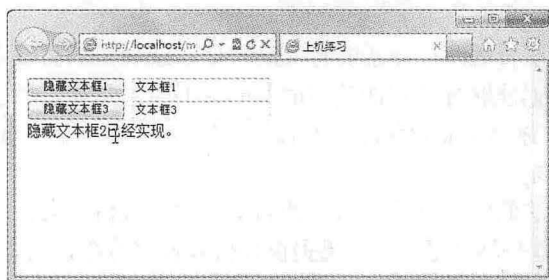 http://localhost/m
上机练习
隐藏文本框1 文本框1
隐藏文本框3 文本框3
隐藏文本框2已经实现。